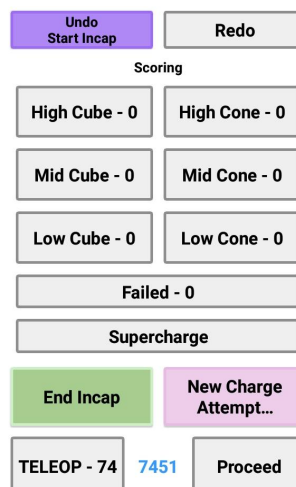 Undo
Start Incap
Redo
Scoring
High Cube - 0
High Cone - 0
Mid Cube - 0
Mid Cone - 0
Low Cube - 0
Low Cone - 0
Failed - 0
Supercharge
End Incap
New Charge
Attempt...
TELEOP - 74
7451
Proceed